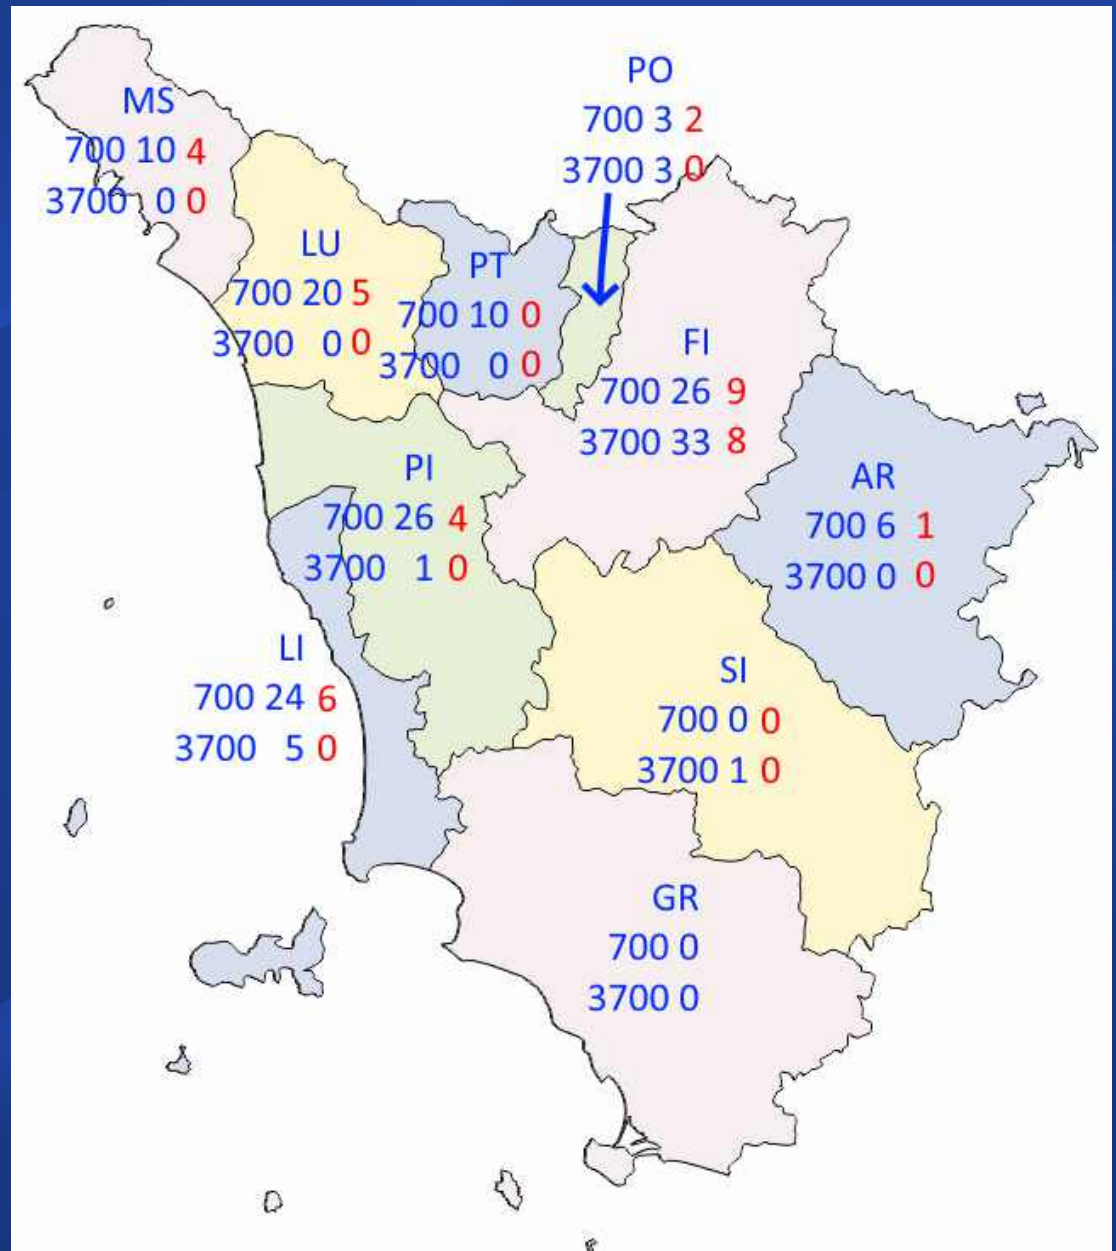 MS
700 10 4
3700 0 0
PO
700 3 2
3700 3 0
LU
700 20 5
3700 0 0
PT
700 10 0
3700 0 0
FI
700 26 9
3700 33 8
PI
700 26 4
3700 1 0
AR
700 6 1
3700 0 0
LI
700 24 6
3700 5 0
SI
700 0 0
3700 1 0
GR
700 0
3700 0